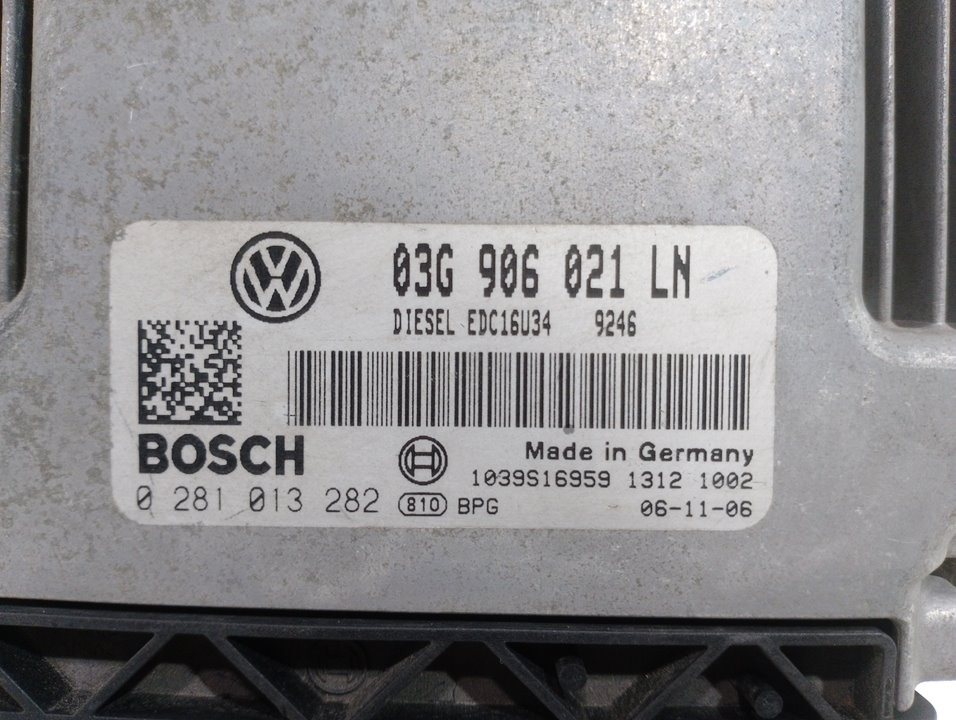 03G 906 021 LN
DIESEL EDC16U34 9246
BOSCH
Made in Germany
1039S16959 1312 1002
0 281 013 282 810 BPG 06-11-06